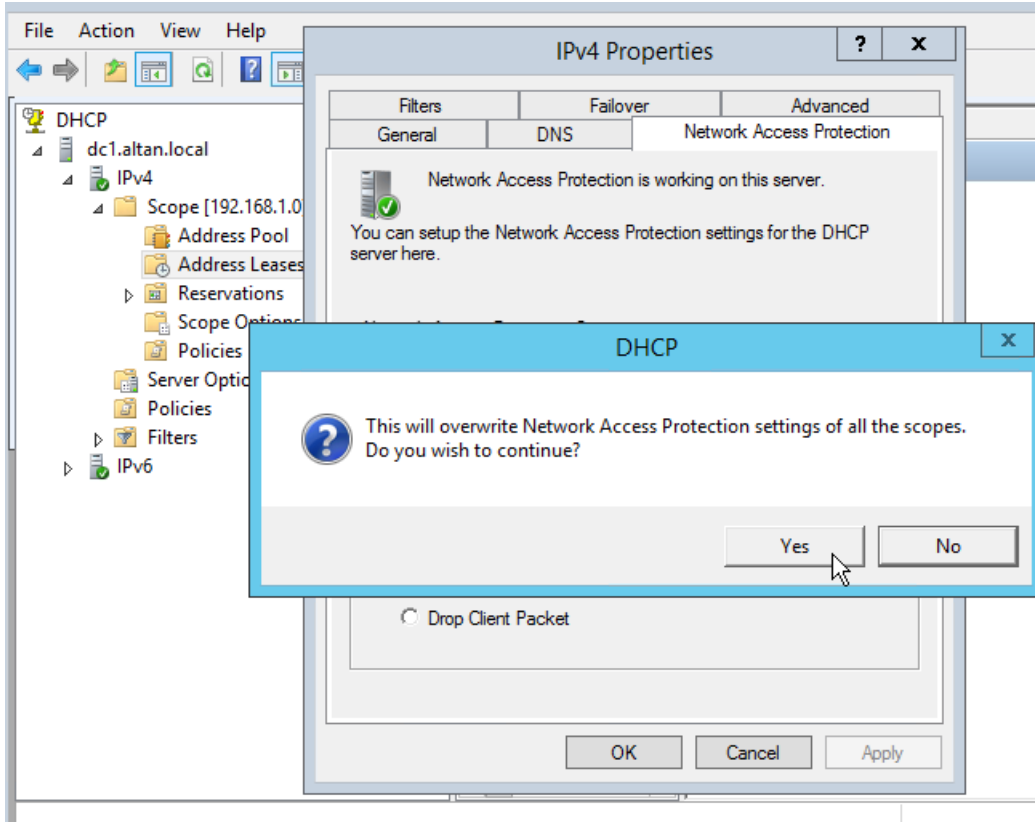 File Action View Help
IPv4 Properties
? x
Filters Failover Advanced
General DNS Network Access Protection
DHCP
dc1.altan.local
IPv4
Scope [192.168.1.0
Address Pool
Address Leases
Reservations
Scope Options
Policies
Server Optio
Policies
Filters
IPv6
Network Access Protection is working on this server.
You can setup the Network Access Protection settings for the DHCP
server here.
DHCP
x
This will overwrite Network Access Protection settings of all the scopes.
Do you wish to continue?
Yes No
Drop Client Packet
OK Cancel Apply